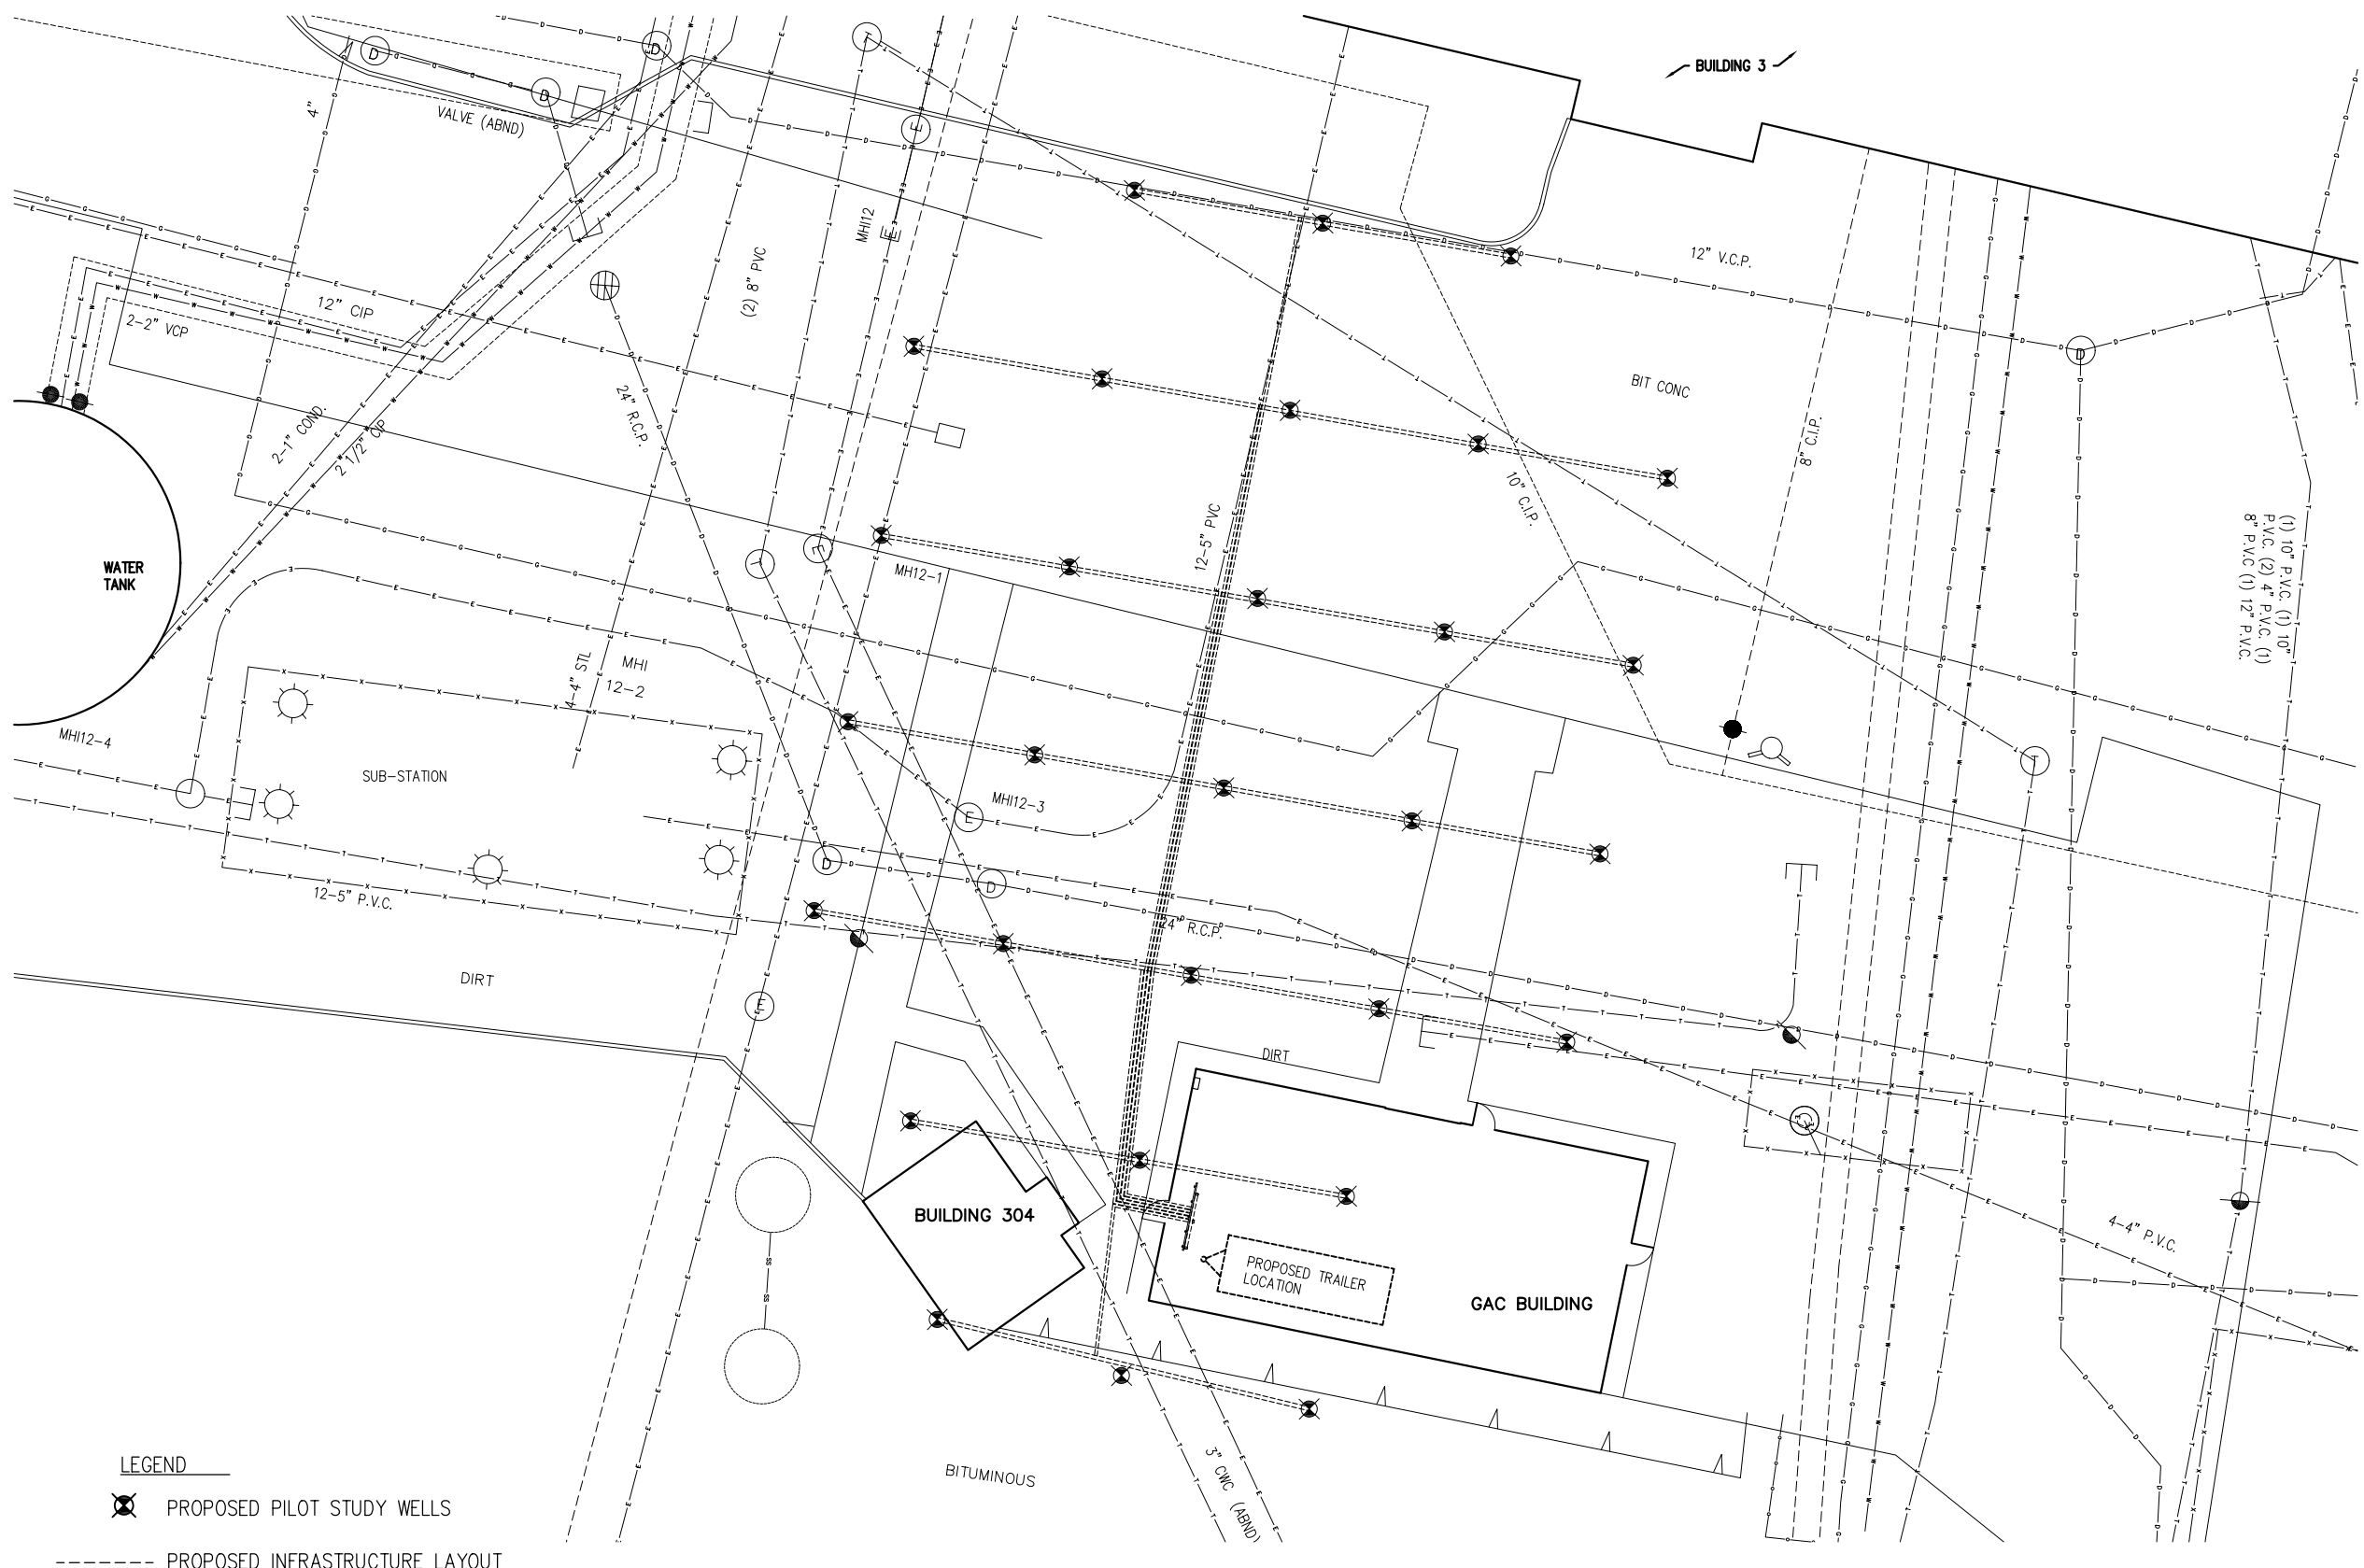 BUILDING 3
4"
VALVE (ABND)
MHI12
(2) 8" PVC
12" V.C.P.
12" CIP
2-2" VCP
BIT CONC
24" R.C.P.
2-1" COND.
2 1/2" CIP
8" C.I.P.
10" C.I.P.
12-5" PVC
(1) 10" P.V.C. (1) 10"
P.V.C. (2) 4" P.V.C. (1)
8" P.V.C (1) 12" P.V.C.
WATER
TANK
MH12-1
4-4" STL
MHI
12-2
MHI12-4
SUB-STATION
MHI12-3
12-5" P.V.C.
24" R.C.P.
DIRT
DIRT
BUILDING 304
4-4" P.V.C.
PROPOSED TRAILER
LOCATION
GAC BUILDING
3" CWC (ABND)
BITUMINOUS
LEGEND
PROPOSED PILOT STUDY WELLS
PROPOSED INFRASTRUCTURE LAYOUT